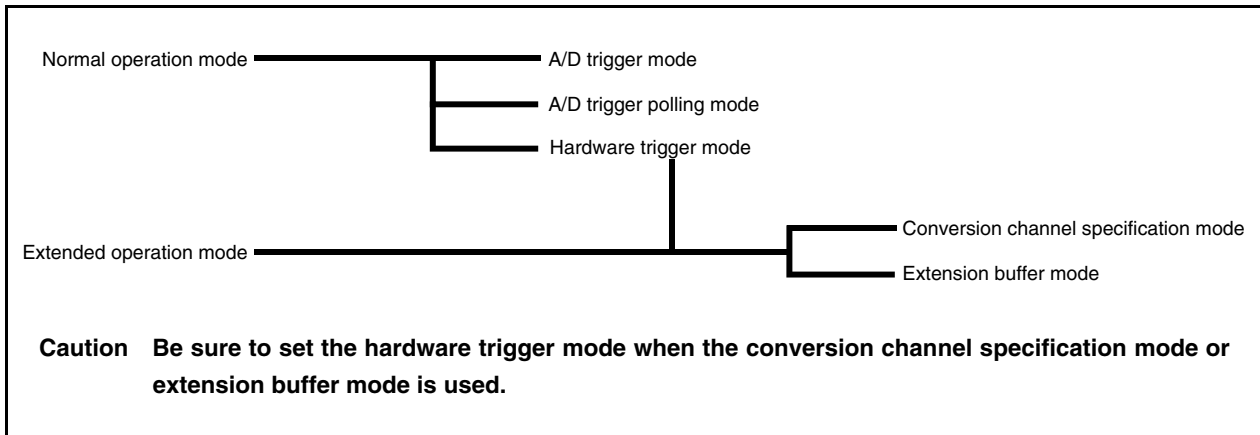 Normal operation mode
A/D trigger mode
A/D trigger polling mode
Hardware trigger mode
Extended operation mode
Conversion channel specification mode
Extension buffer mode
Caution Be sure to set the hardware trigger mode when the conversion channel specification mode or
extension buffer mode is used.